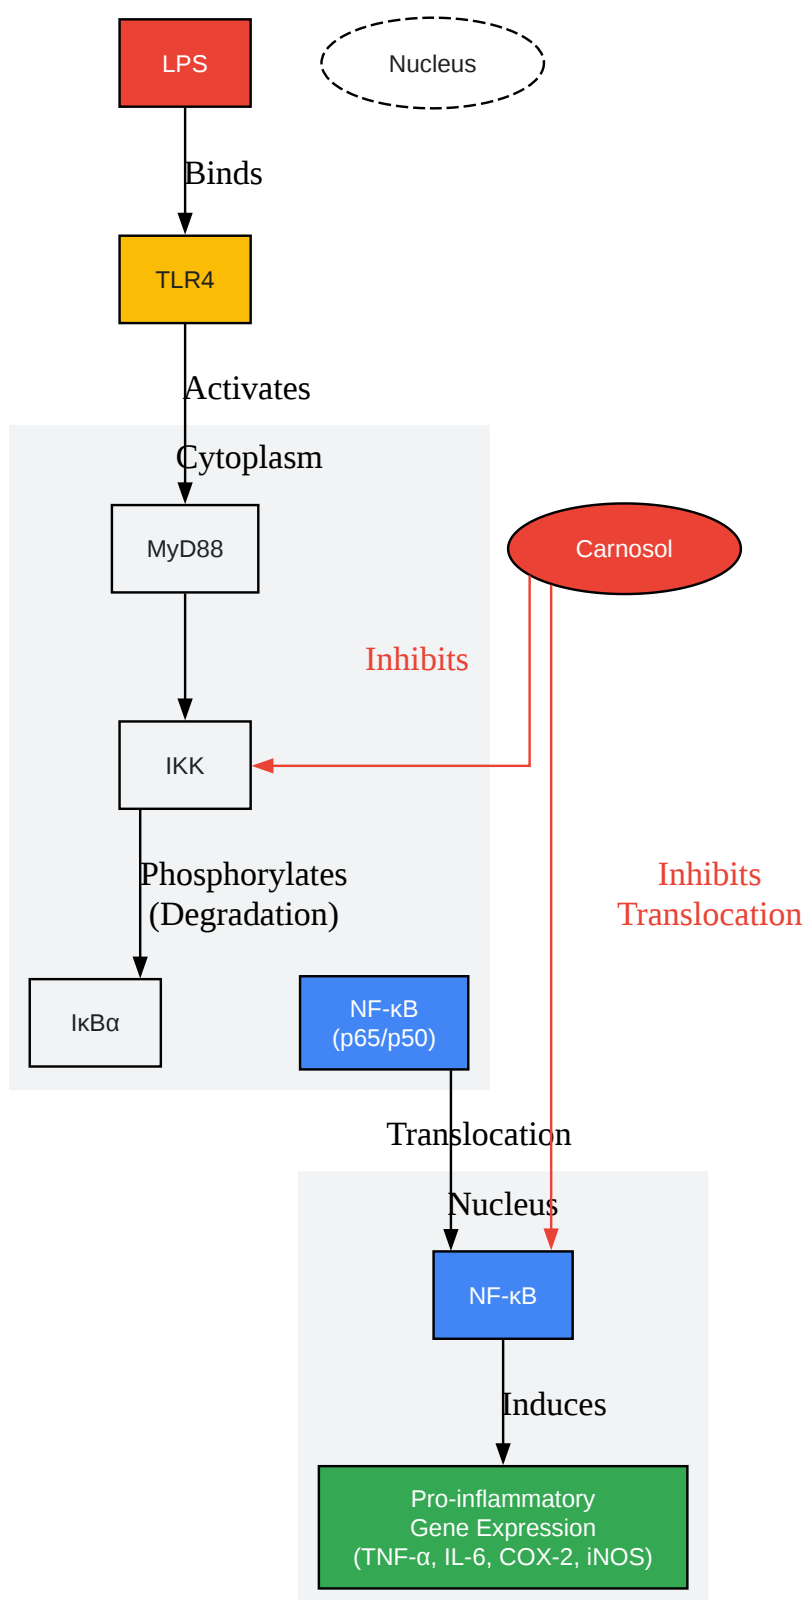 LPS
Nucleus
Binds
TLR4
Activates
Cytoplasm
MyD88
Carnosol
Inhibits
IKK
Phosphorylates
(Degradation)
Inhibits
Translocation
IκBα
NF-κB
(p65/p50)
Translocation
Nucleus
NF-κB
Induces
Pro-inflammatory
Gene Expression
(TNF-α, IL-6, COX-2, iNOS)